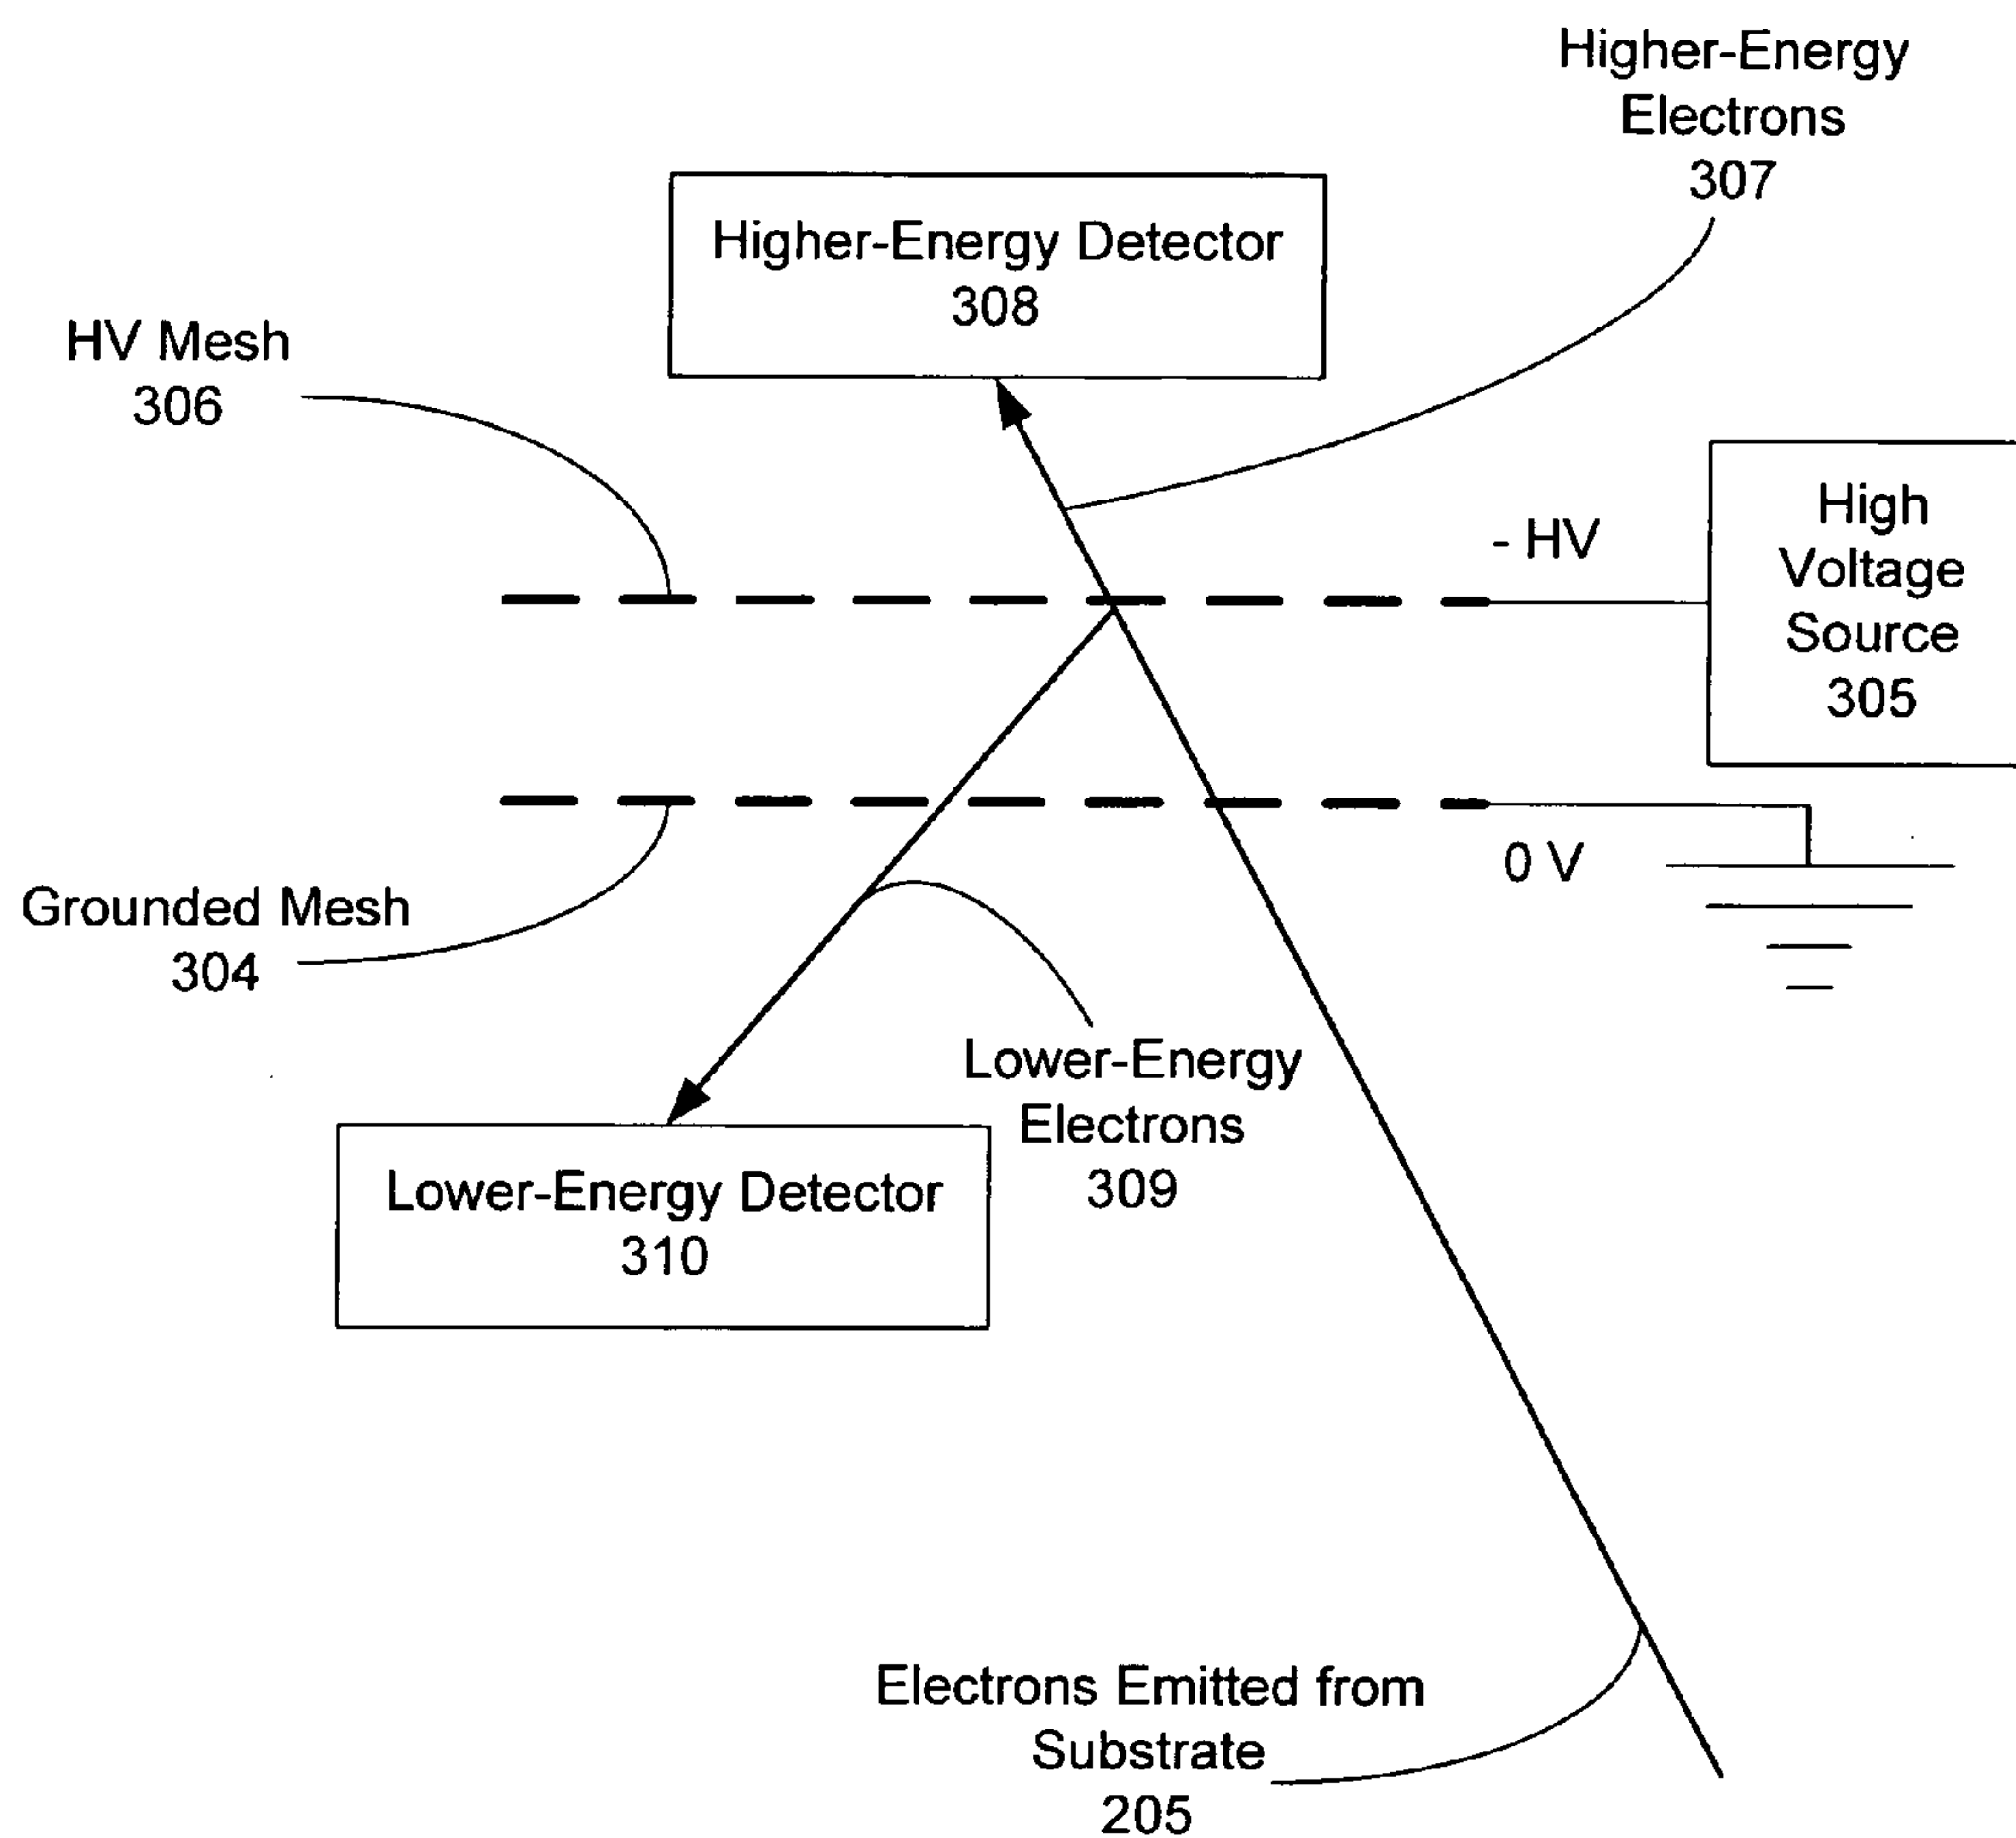 Higher-Energy
Electrons
307
Higher-Energy Detector
308
HV Mesh
306
- HV
High
Voltage
Source
305
0 V
Grounded Mesh
304
Lower-Energy
Electrons
309
Lower-Energy Detector
310
Electrons Emitted from
Substrate
205